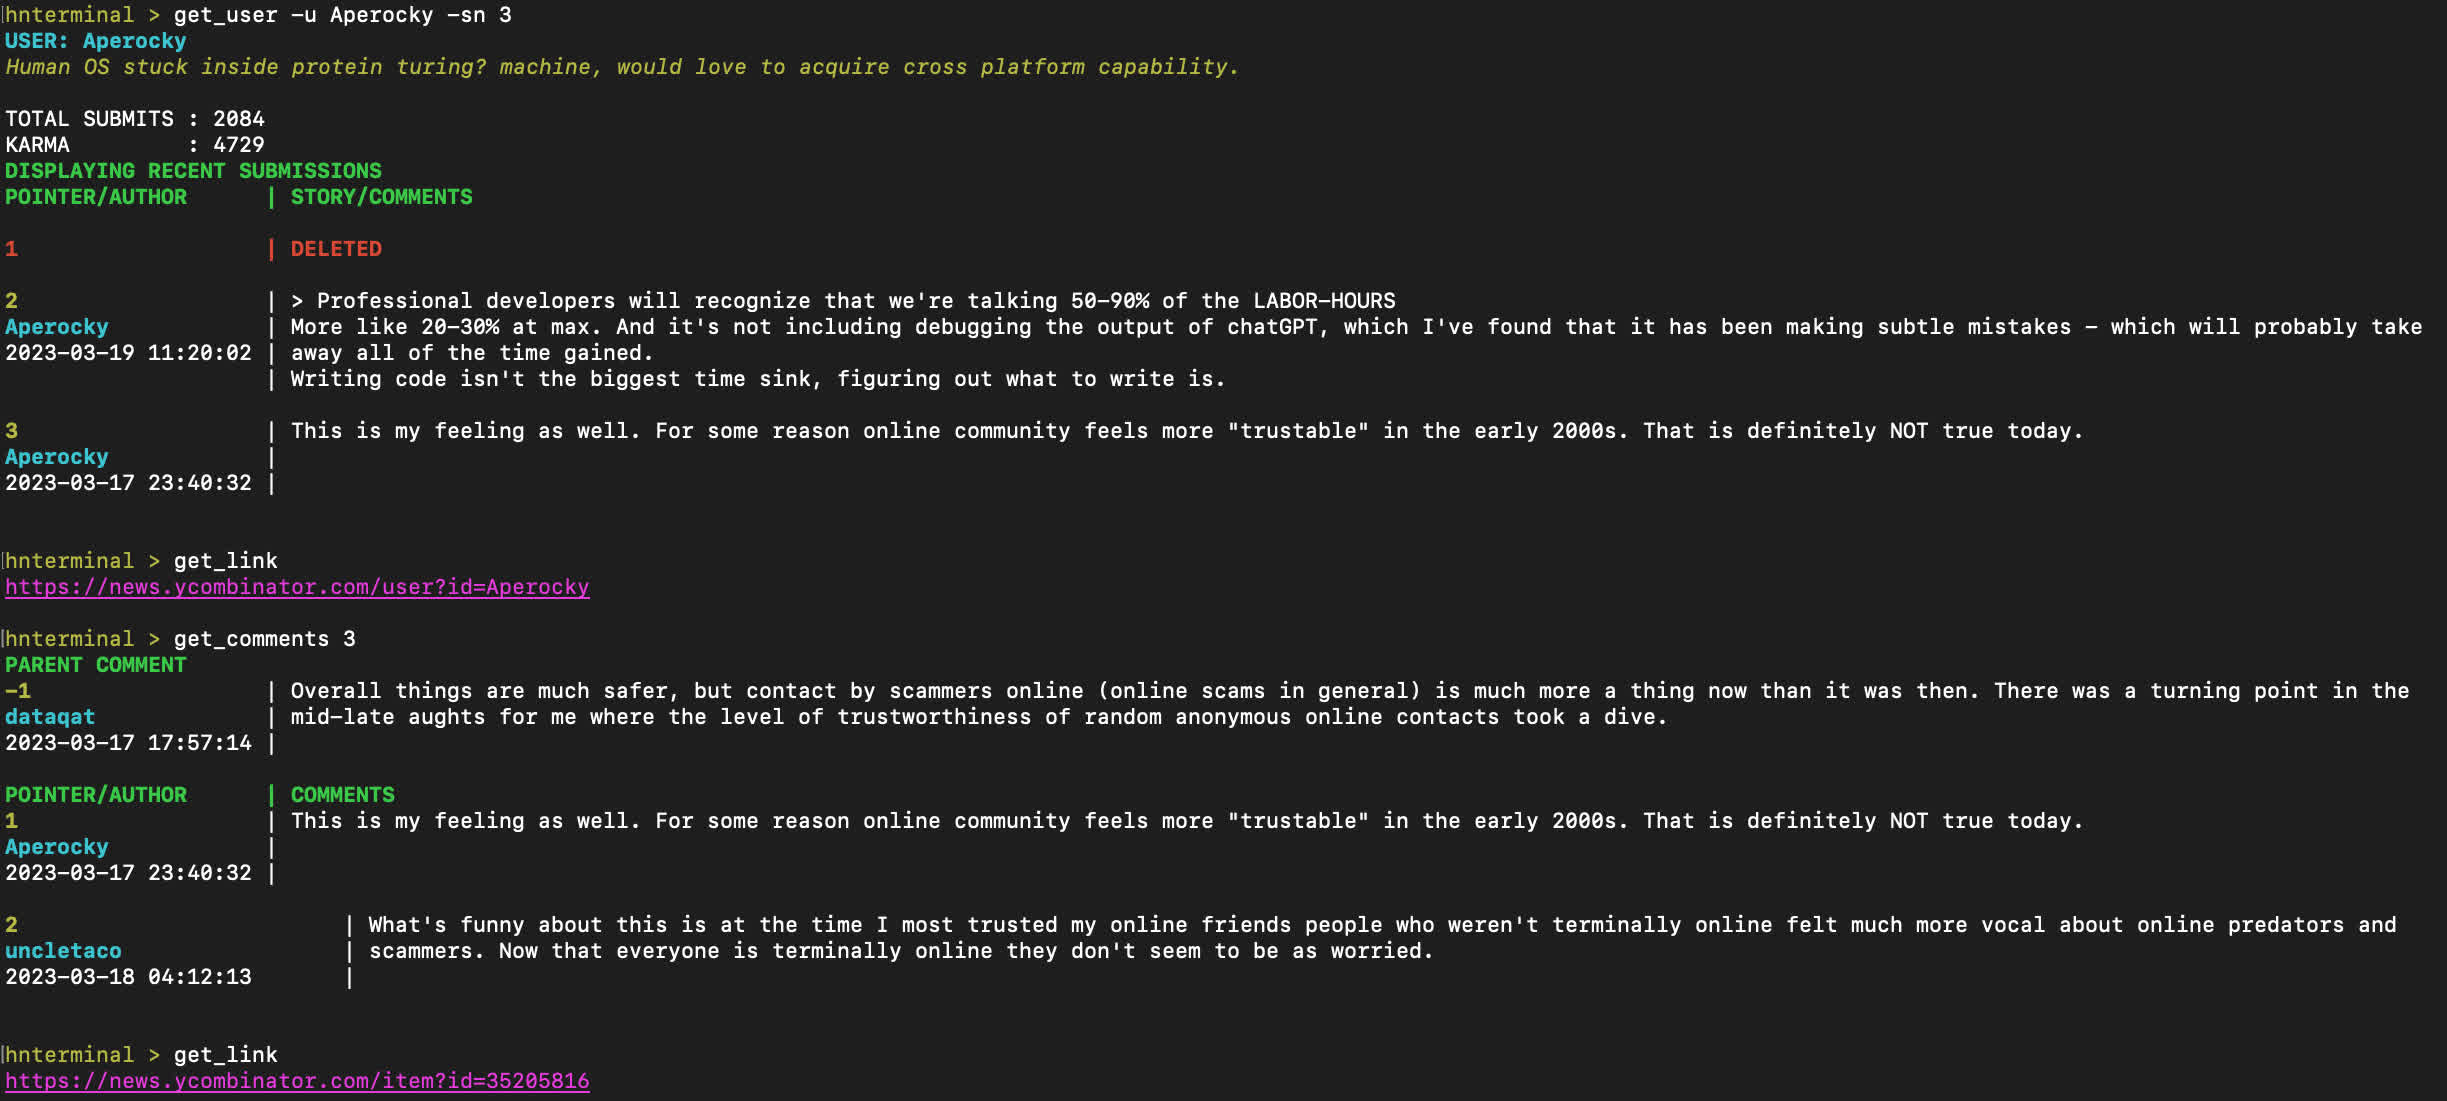 hnterminal > get_user -u Aperocky -sn 3
USER: Aperocky
Human OS stuck inside protein turing? machine, would love to acquire cross platform capability.
TOTAL SUBMITS : 2084
KARMA         : 4729
DISPLAYING RECENT SUBMISSIONS
POINTER/AUTHOR      | STORY/COMMENTS
1                   | DELETED
2                   | > Professional developers will recognize that we're talking 50-90% of the LABOR-HOURS
Aperocky            | More like 20-30% at max. And it's not including debugging the output of chatGPT, which I've found that it has been making subtle mistakes - which will probably take
2023-03-19 11:20:02 | away all of the time gained.
                    | Writing code isn't the biggest time sink, figuring out what to write is.
3                   | This is my feeling as well. For some reason online community feels more "trustable" in the early 2000s. That is definitely NOT true today.
Aperocky            |
2023-03-17 23:40:32 |
hnterminal > get_link
https://news.ycombinator.com/user?id=Aperocky
hnterminal > get_comments 3
PARENT COMMENT
-1                  | Overall things are much safer, but contact by scammers online (online scams in general) is much more a thing now than it was then. There was a turning point in the
dataqat             | mid-late aughts for me where the level of trustworthiness of random anonymous online contacts took a dive.
2023-03-17 17:57:14 |
POINTER/AUTHOR      | COMMENTS
1                   | This is my feeling as well. For some reason online community feels more "trustable" in the early 2000s. That is definitely NOT true today.
Aperocky            |
2023-03-17 23:40:32 |
2                         | What's funny about this is at the time I most trusted my online friends people who weren't terminally online felt much more vocal about online predators and
uncletaco                 | scammers. Now that everyone is terminally online they don't seem to be as worried.
2023-03-18 04:12:13       |
hnterminal > get_link
https://news.ycombinator.com/item?id=35205816